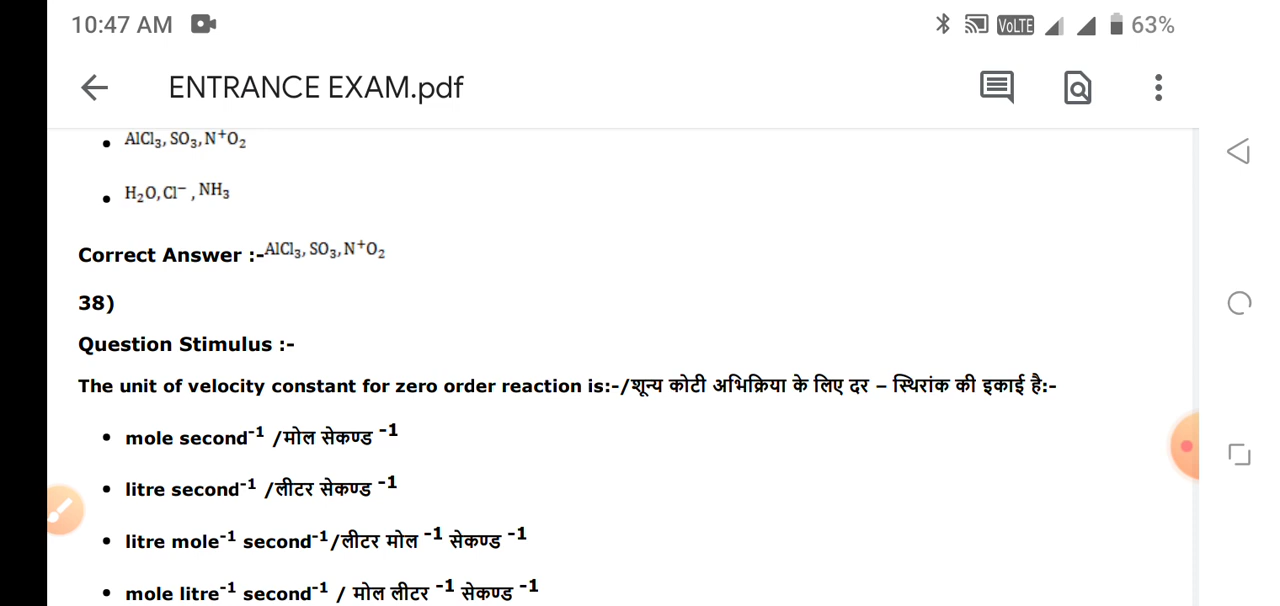 10:47 AM VoLTE 63%
ENTRANCE EXAM.pdf
• AlCl₃, SO₃, N⁺O₂
• H₂O, Cl⁻ , NH₃
Correct Answer :-AlCl₃, SO₃, N⁺O₂
38)
Question Stimulus :-
The unit of velocity constant for zero order reaction is:-/शून्य कोटी अभिक्रिया के लिए दर – स्थिरांक की इकाई है:-
• mole second⁻¹ /मोल सेकण्ड ⁻¹
• litre second⁻¹ /लीटर सेकण्ड ⁻¹
• litre mole⁻¹ second⁻¹/लीटर मोल ⁻¹ सेकण्ड ⁻¹
• mole litre⁻¹ second⁻¹ / मोल लीटर ⁻¹ सेकण्ड ⁻¹